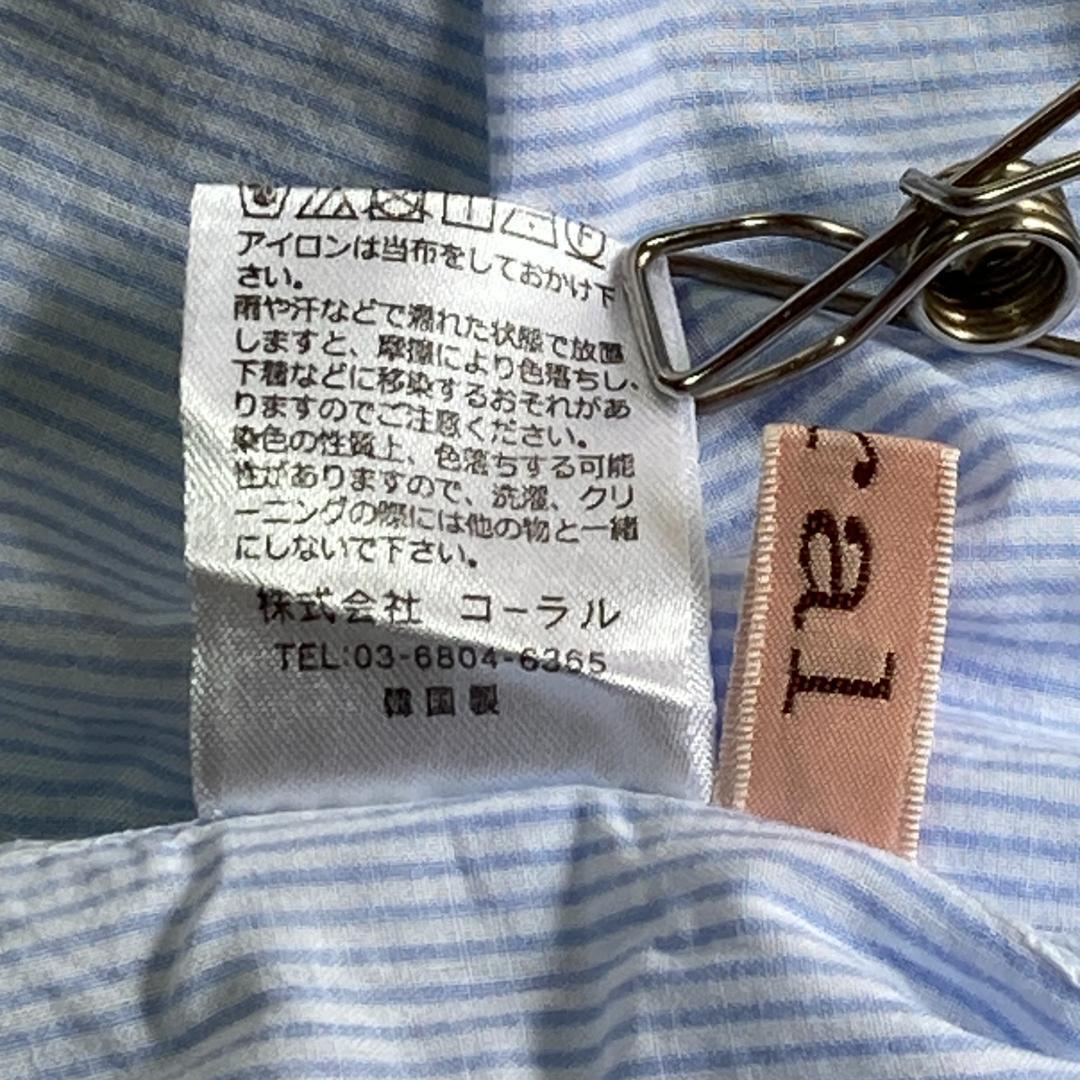 アイロンは当布をしておかけ下
さい。
雨や汗などで濡れた状態で放置
しますと、摩擦により色落ちし、
下着などに移染するおそれがあ
りますのでご注意ください。
染色の性質上、色落ちする可能
性がありますので、洗濯、クリ
ーニングの際には他の物と一緒
にしないで下さい。
株式会社 コーラル
TEL:03-6804-6365
韓国製
ral